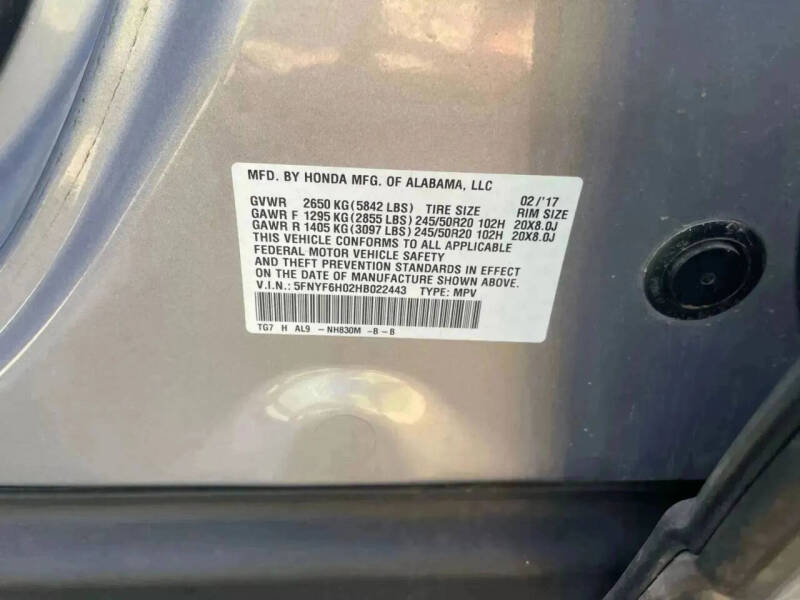 MFD. BY HONDA MFG. OF ALABAMA, LLC
GVWR 2650 KG(5842 LBS) TIRE SIZE 02/'17 RIM SIZE
GAWR F 1295 KG(2855 LBS) 245/50R20 102H 20X8.0J
GAWR R 1405 KG(3097 LBS) 245/50R20 102H 20X8.0J
THIS VEHICLE CONFORMS TO ALL APPLICABLE
FEDERAL MOTOR VEHICLE SAFETY
AND THEFT PREVENTION STANDARDS IN EFFECT
ON THE DATE OF MANUFACTURE SHOWN ABOVE.
V.I.N.: 5FNYF6H02HB022443 TYPE: MPV
TG7 H AL9 -NH830M -B-B